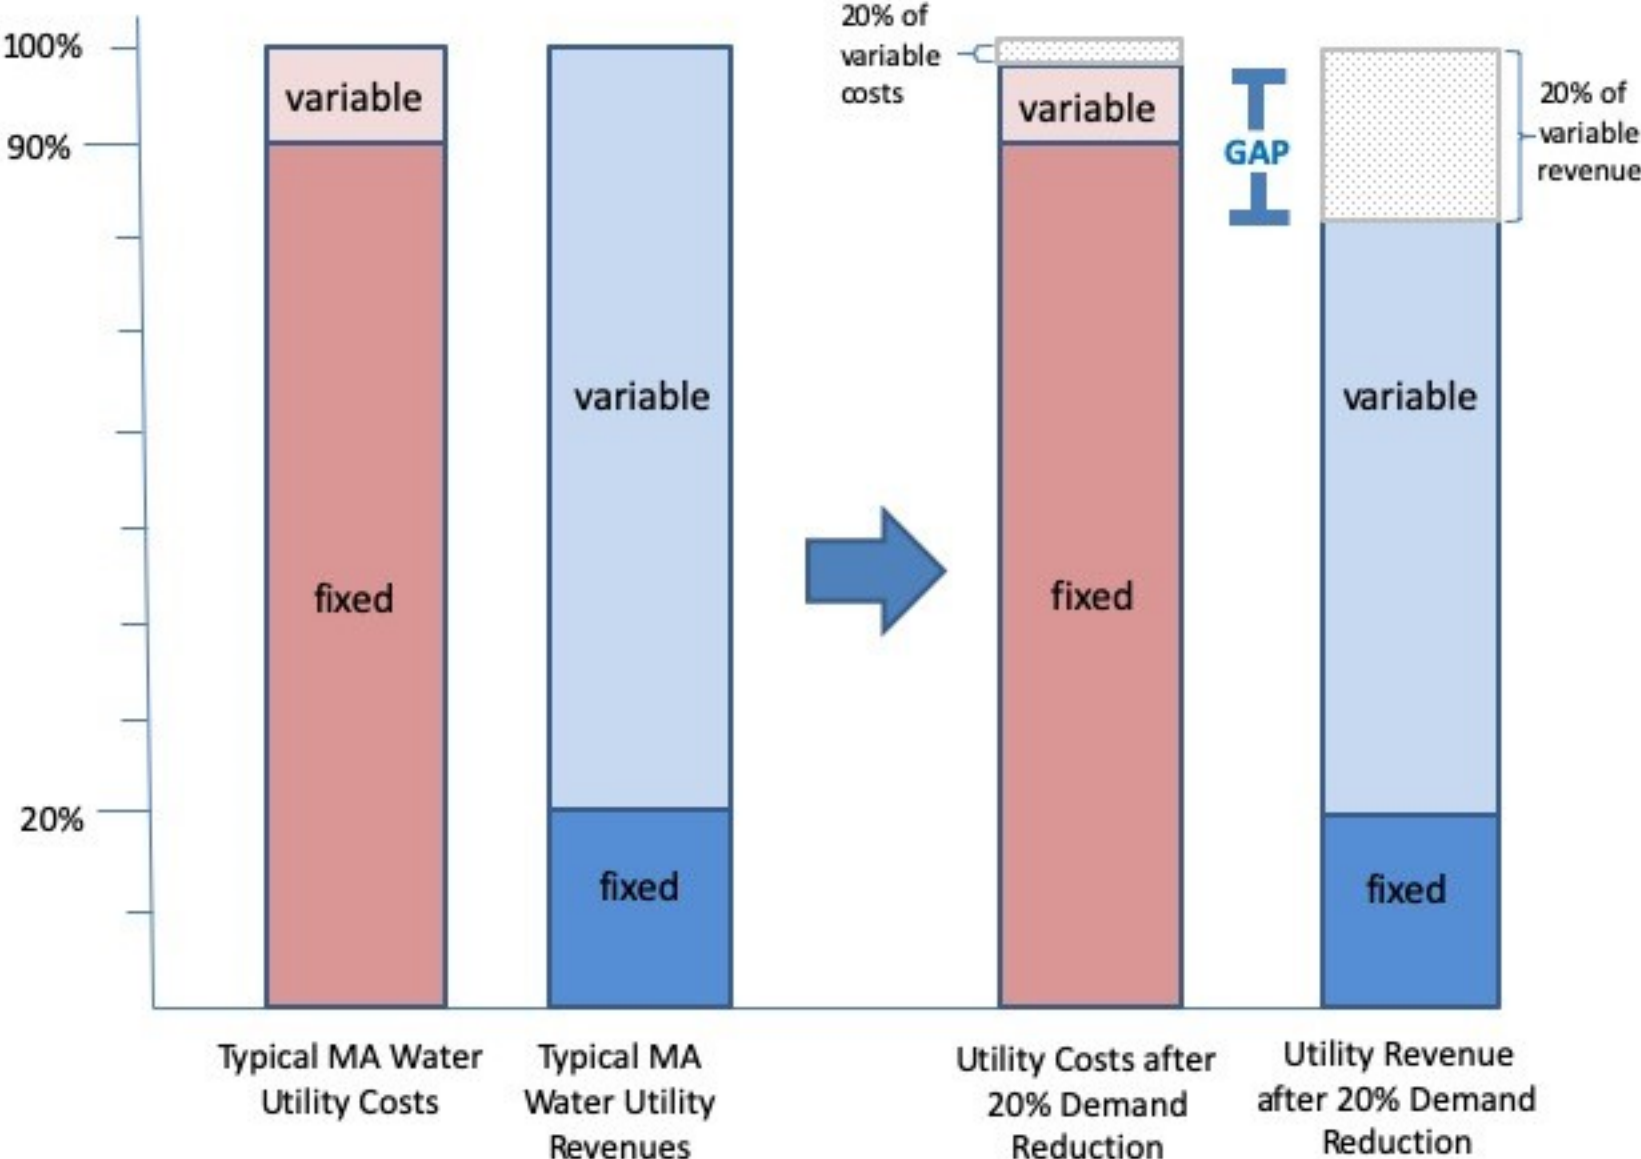 100%
90%
20%
variable
fixed
variable
fixed
20% of
variable
costs
variable
fixed
GAP
20% of
variable
revenue
variable
fixed
Typical MA Water
Utility Costs
Typical MA
Water Utility
Revenues
Utility Costs after
20% Demand
Reduction
Utility Revenue
after 20% Demand
Reduction